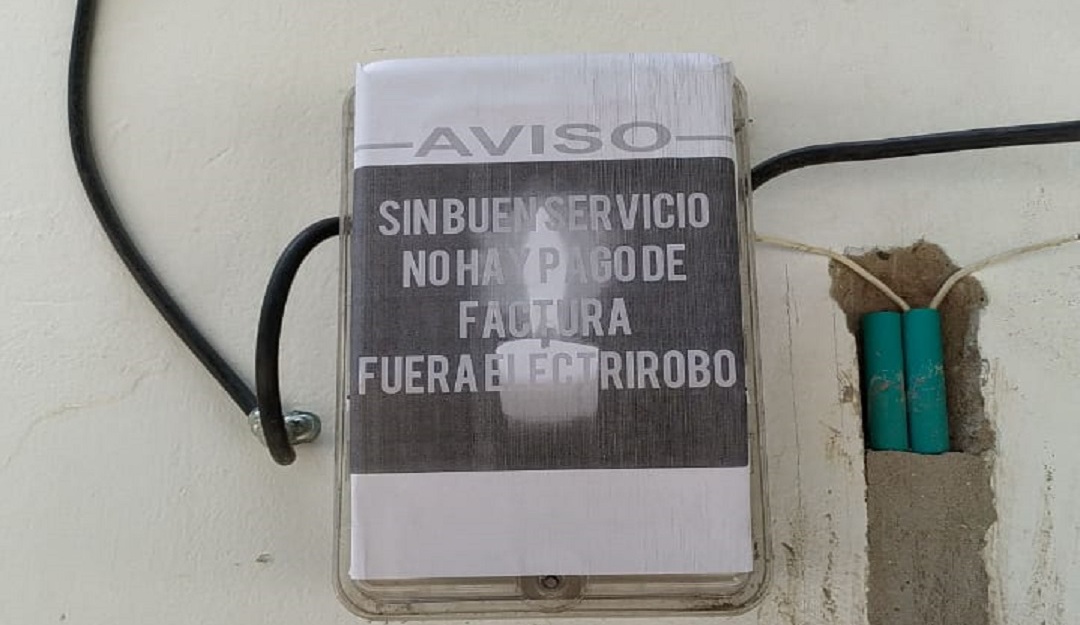 AVISO
SIN BUEN SERVICIO
NO HAY PAGO DE
FACTURA
FUERA ELECTRIROBO